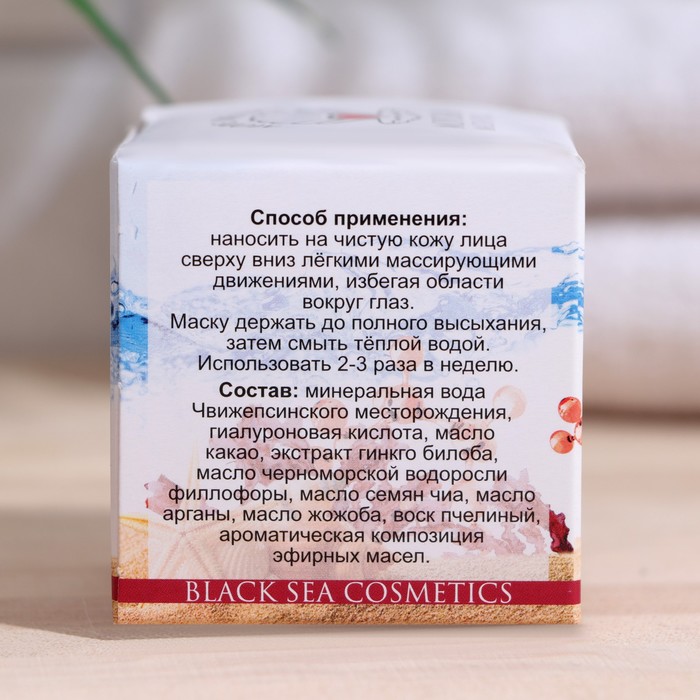 Способ применения:
наносить на чистую кожу лица
сверху вниз лёгкими массирующими
движениями, избегая области
вокруг глаз.
Маску держать до полного высыхания,
затем смыть тёплой водой.
Использовать 2-3 раза в неделю.
Состав: минеральная вода
Чвижепсинского месторождения,
гиалуроновая кислота, масло
какао, экстракт гинкго билоба,
масло черноморской водоросли
филлофоры, масло семян чиа, масло
арганы, масло жожоба, воск пчелиный,
ароматическая композиция
эфирных масел.
BLACK SEA COSMETICS